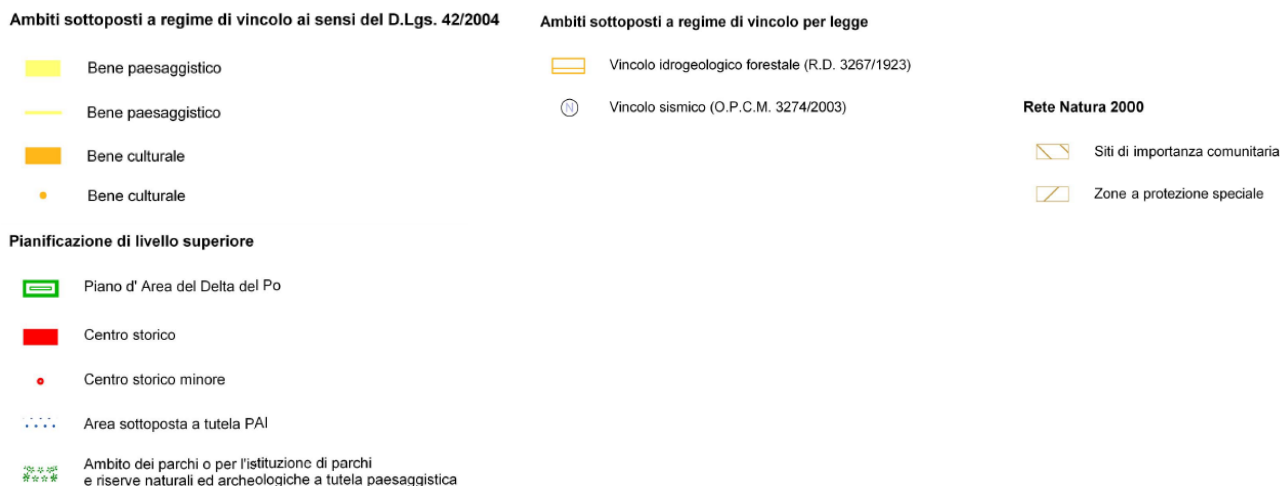 Ambiti sottoposti a regime di vincolo ai sensi del D.Lgs. 42/2004
Bene paesaggistico
Bene paesaggistico
Bene culturale
Bene culturale
Pianificazione di livello superiore
Piano d' Area del Delta del Po
Centro storico
Centro storico minore
Area sottoposta a tutela PAI
Ambito dei parchi o per l'istituzione di parchi
e riserve naturali ed archeologiche a tutela paesaggistica
Ambiti sottoposti a regime di vincolo per legge
Vincolo idrogeologico forestale (R.D. 3267/1923)
N
Vincolo sismico (O.P.C.M. 3274/2003)
Rete Natura 2000
Siti di importanza comunitaria
Zone a protezione speciale